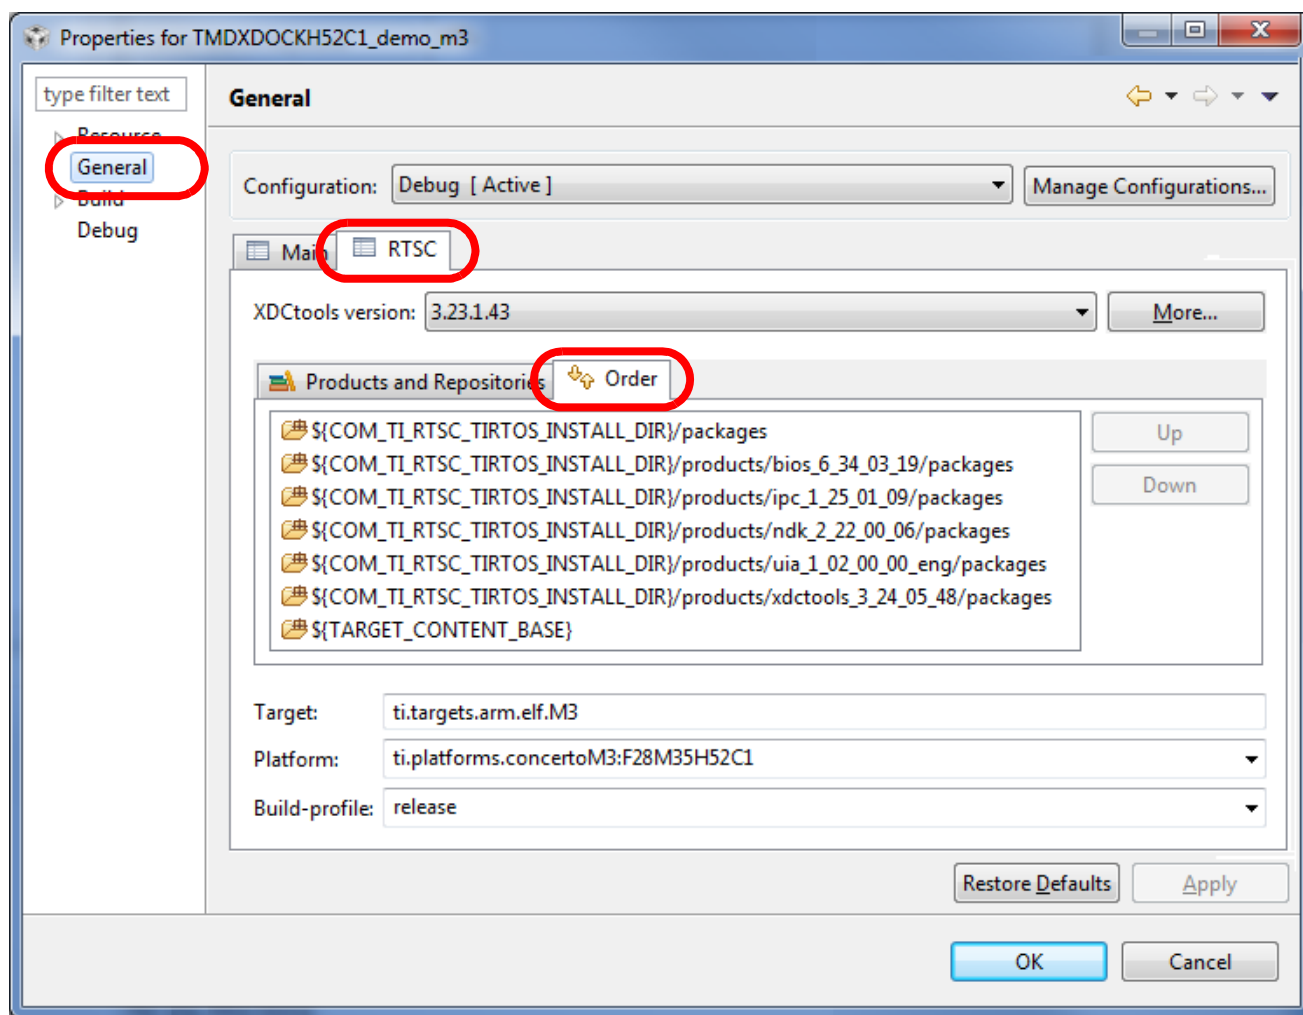 Properties for TMDXDOCKH52C1_demo_m3
type filter text
General
Resource
General
Build
Debug
Configuration: Debug [ Active ] Manage Configurations...
Main RTSC
XDCtools version: 3.23.1.43 More...
Products and Repositories Order
${COM_TI_RTSC_TIRTOS_INSTALL_DIR}/packages
${COM_TI_RTSC_TIRTOS_INSTALL_DIR}/products/bios_6_34_03_19/packages
${COM_TI_RTSC_TIRTOS_INSTALL_DIR}/products/ipc_1_25_01_09/packages
${COM_TI_RTSC_TIRTOS_INSTALL_DIR}/products/ndk_2_22_00_06/packages
${COM_TI_RTSC_TIRTOS_INSTALL_DIR}/products/uia_1_02_00_00_eng/packages
${COM_TI_RTSC_TIRTOS_INSTALL_DIR}/products/xdctools_3_24_05_48/packages
${TARGET_CONTENT_BASE}
Up
Down
Target: ti.targets.arm.elf.M3
Platform: ti.platforms.concertoM3:F28M35H52C1
Build-profile: release
Restore Defaults Apply
OK Cancel